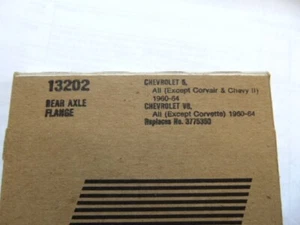 13202
REAR AXLE
FLANGE
CHEVROLET 6,
All (Except Corvair & Chevy II)
1960-64
CHEVROLET V8,
All (Except Corvette) 1960-64
Replaces No. 3775360